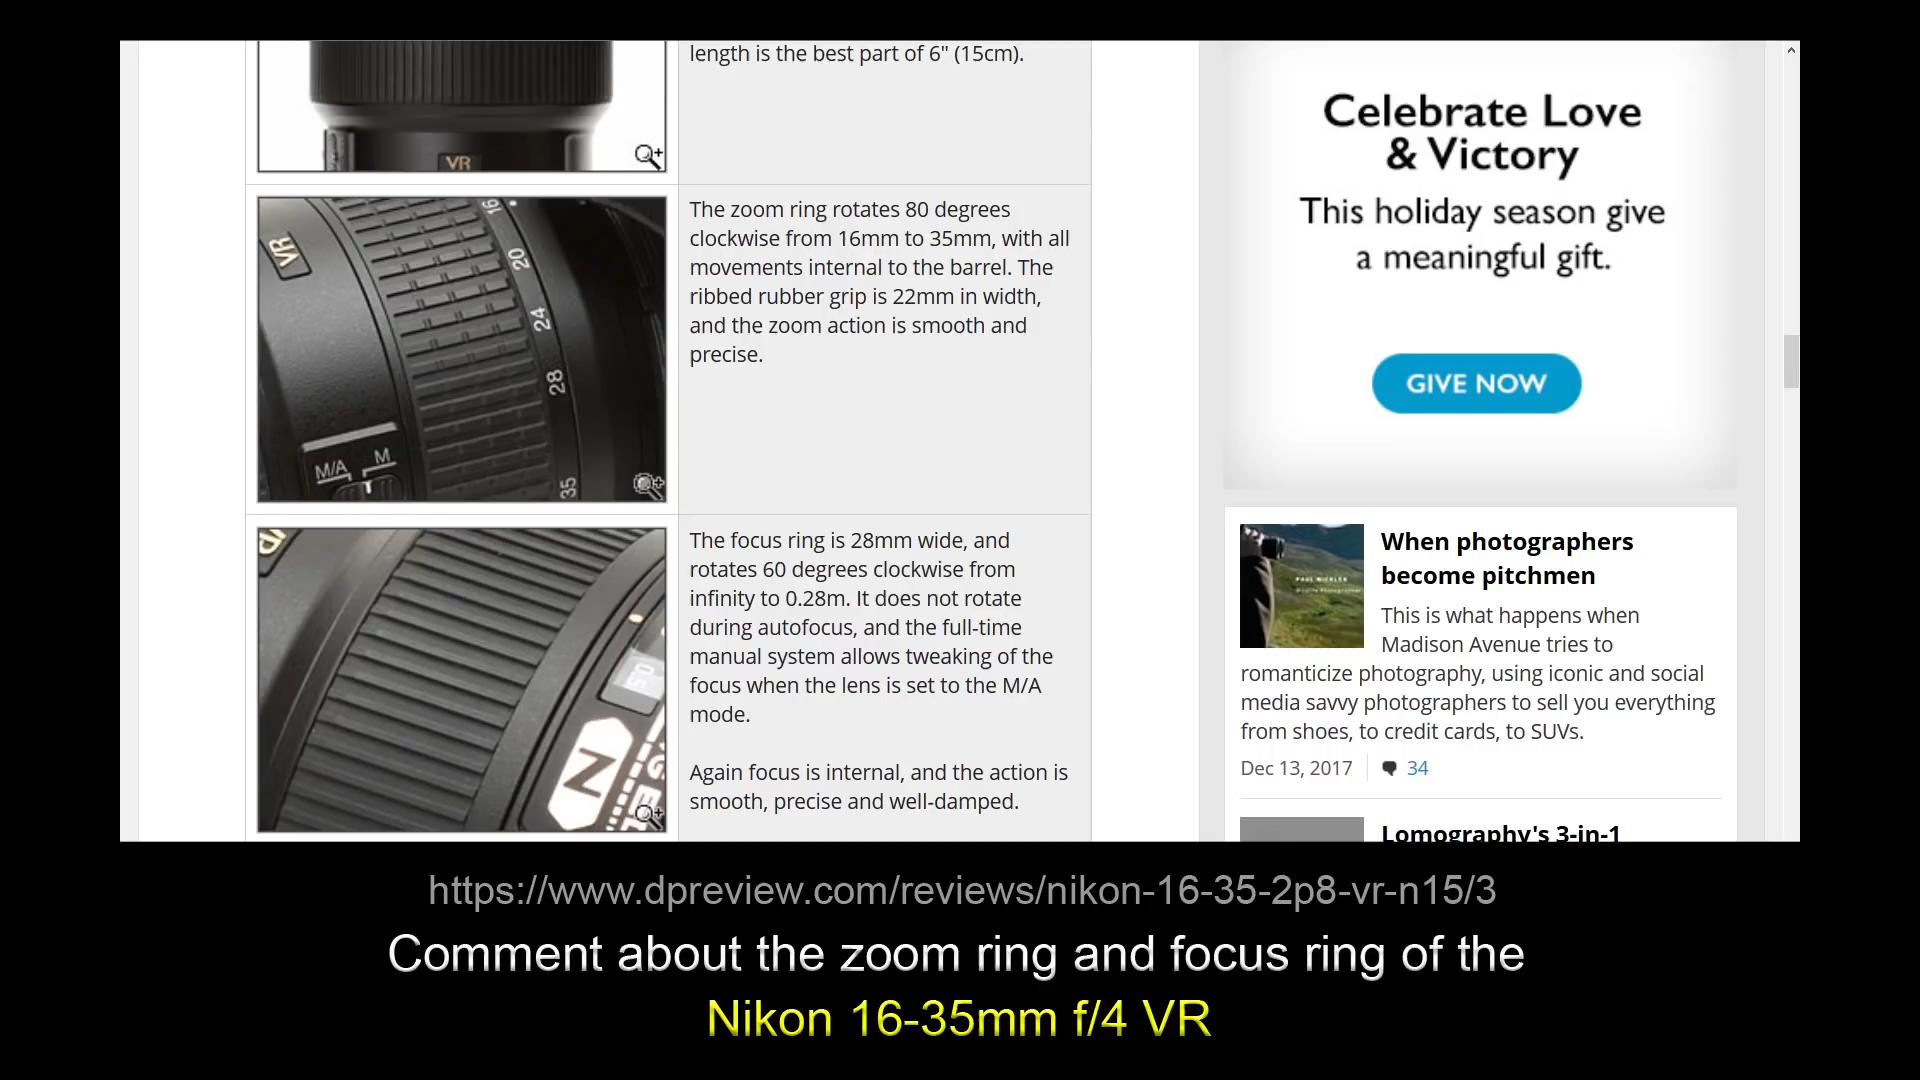 length is the best part of 6" (15cm).
VR
The zoom ring rotates 80 degrees
clockwise from 16mm to 35mm, with all
movements internal to the barrel. The
ribbed rubber grip is 22mm in width,
and the zoom action is smooth and
precise.
VR
16
20
24
28
35
M/A M
The focus ring is 28mm wide, and
rotates 60 degrees clockwise from
infinity to 0.28m. It does not rotate
during autofocus, and the full-time
manual system allows tweaking of the
focus when the lens is set to the M/A
mode.
Again focus is internal, and the action is
smooth, precise and well-damped.
N
Celebrate Love
& Victory
This holiday season give
a meaningful gift.
GIVE NOW
When photographers
become pitchmen
This is what happens when
Madison Avenue tries to
romanticize photography, using iconic and social
media savvy photographers to sell you everything
from shoes, to credit cards, to SUVs.
Dec 13, 2017 34
Lomography's 3-in-1
https://www.dpreview.com/reviews/nikon-16-35-2p8-vr-n15/3
Comment about the zoom ring and focus ring of the
Nikon 16-35mm f/4 VR